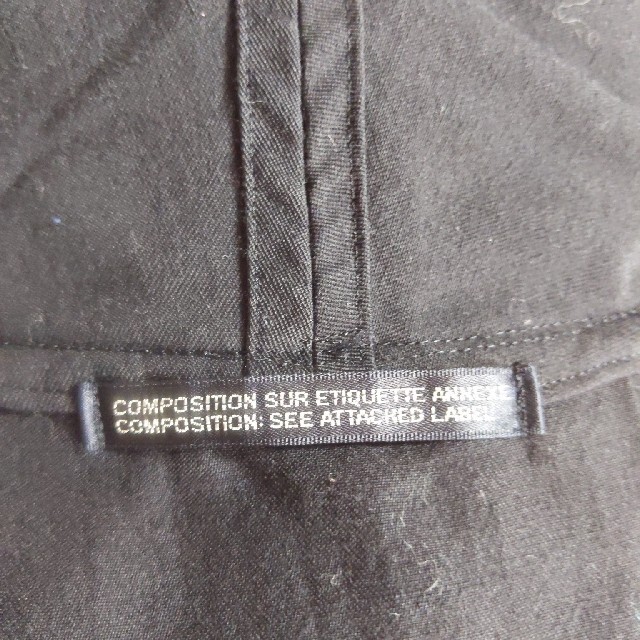 COMPOSITION SUR ETIQUETTE ANNEXE
COMPOSITION: SEE ATTACHED LABEL